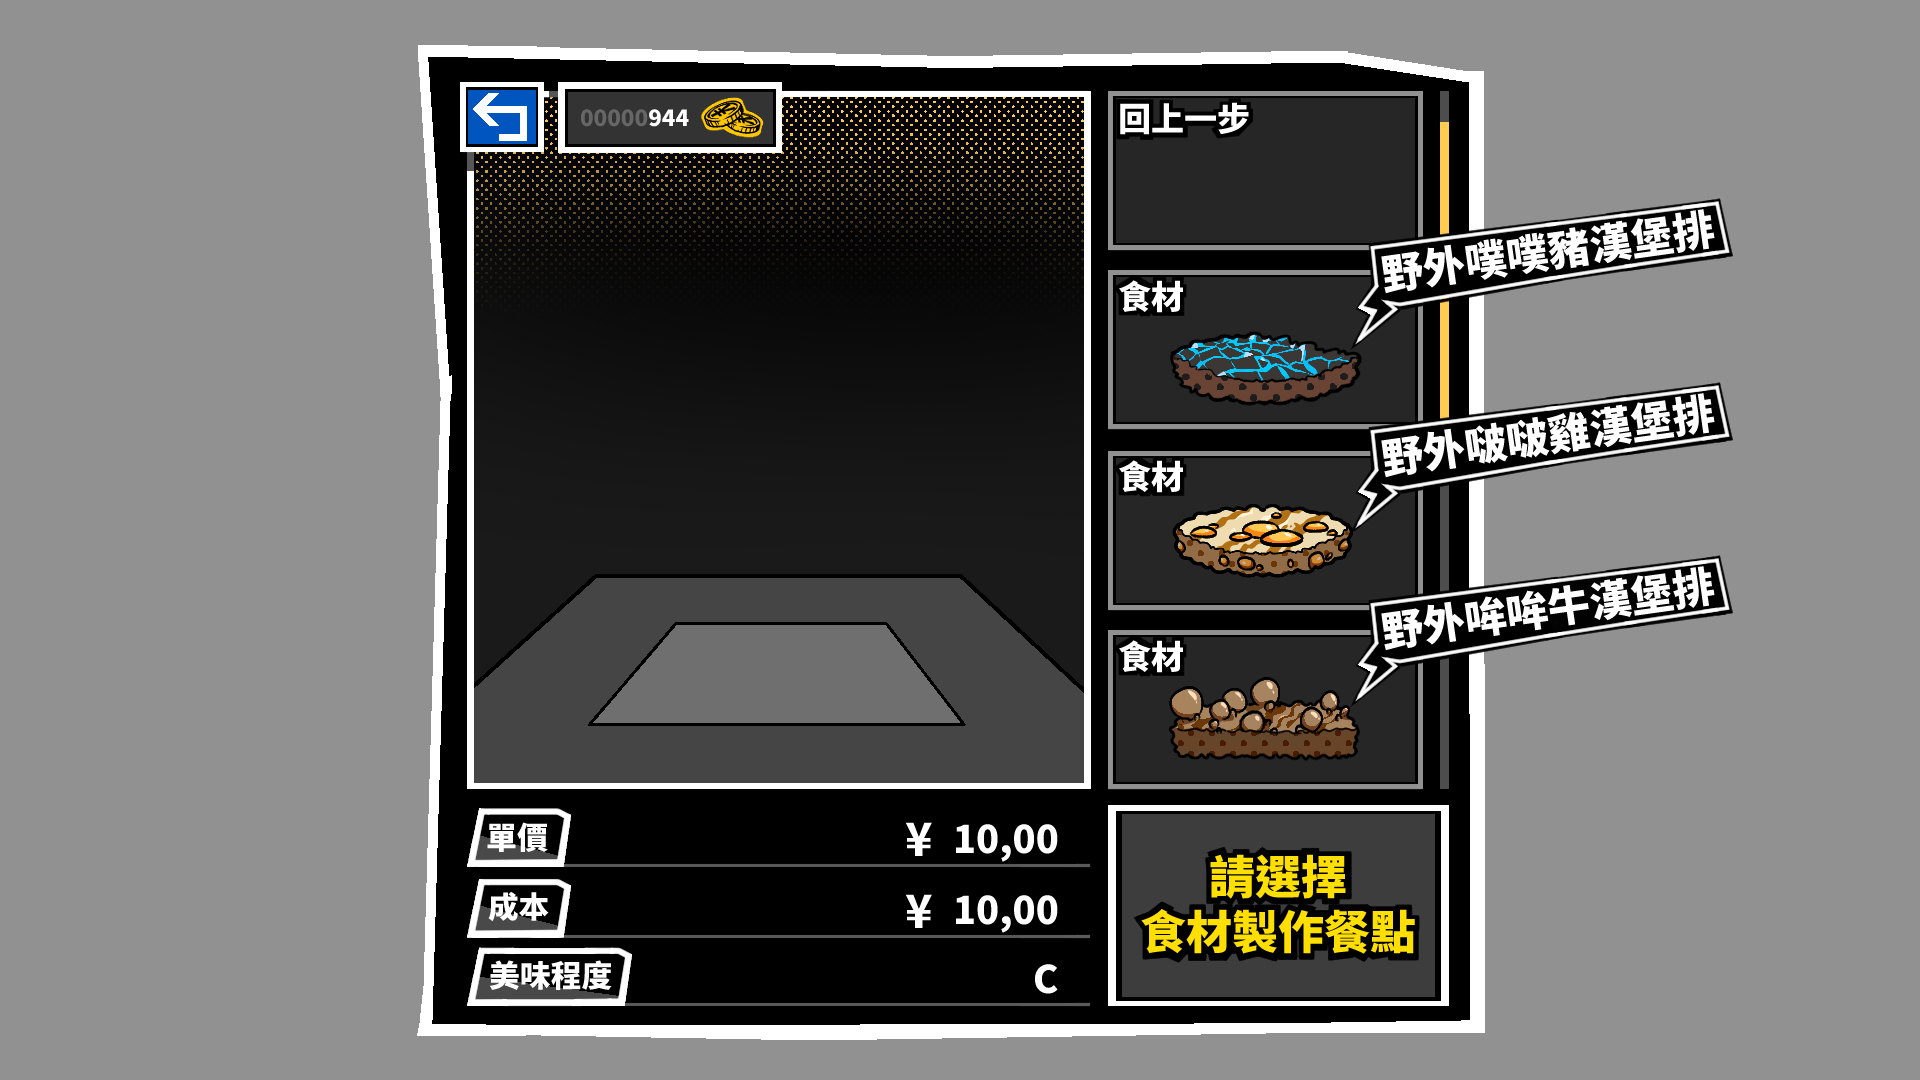 00000944
回上一步
野外噗噗豬漢堡排
食材
野外啵啵雞漢堡排
食材
野外哞哞牛漢堡排
食材
單價 ¥ 10,00
成本 ¥ 10,00
美味程度 C
請選擇
食材製作餐點